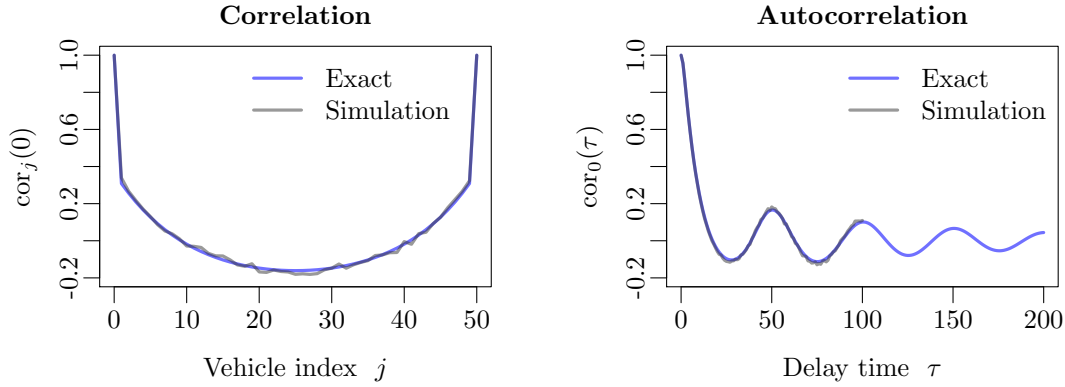 Correlation
1.0
0.6
0.2
-0.2
cor_j(0)
Exact
Simulation
0 10 20 30 40 50
Vehicle index j
Autocorrelation
1.0
0.6
0.2
-0.2
cor_0(τ)
Exact
Simulation
0 50 100 150 200
Delay time τ